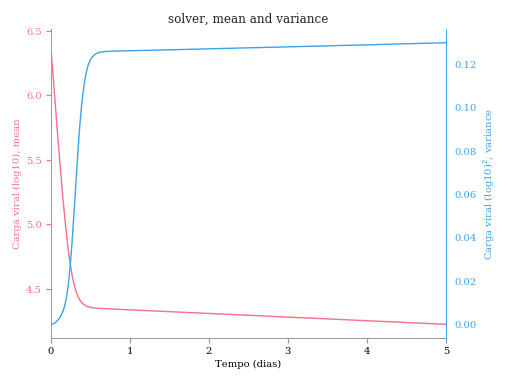 solver, mean and variance
6.5
6.0
5.5
5.0
4.5
Carga viral (log10), mean
0.12
0.10
0.08
0.06
0.04
0.02
0.00
Carga viral (log10)², variance
0 1 2 3 4 5
Tempo (dias)